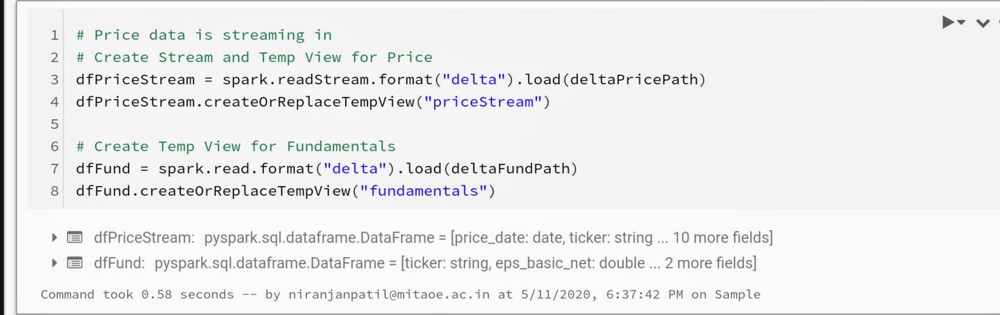 1 # Price data is streaming in
2 # Create Stream and Temp View for Price
3 dfPriceStream = spark.readStream.format("delta").load(deltaPricePath)
4 dfPriceStream.createOrReplaceTempView("priceStream")
5
6 # Create Temp View for Fundamentals
7 dfFund = spark.read.format("delta").load(deltaFundPath)
8 dfFund.createOrReplaceTempView("fundamentals")
dfPriceStream: pyspark.sql.dataframe.DataFrame = [price_date: date, ticker: string ... 10 more fields]
dfFund: pyspark.sql.dataframe.DataFrame = [ticker: string, eps_basic_net: double ... 2 more fields]
Command took 0.58 seconds -- by niranjanpatil@mitaoe.ac.in at 5/11/2020, 6:37:42 PM on Sample